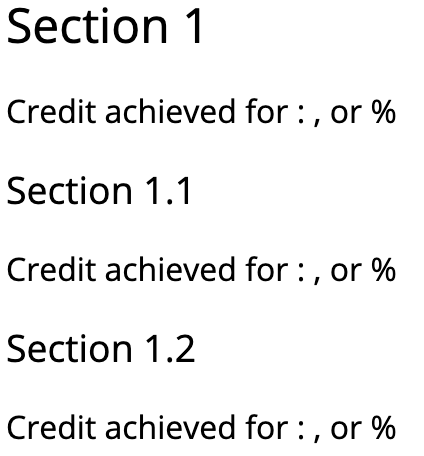 Section 1
Credit achieved for : , or %
Section 1.1
Credit achieved for : , or %
Section 1.2
Credit achieved for : , or %